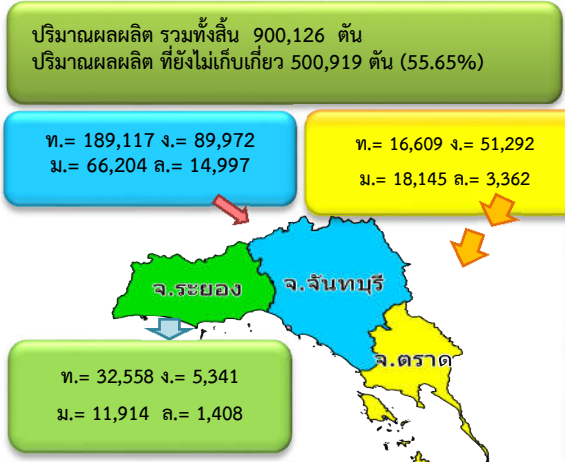 ปริมาณผลผลิต รวมทั้งสิ้น 900,126 ตัน
ปริมาณผลผลิต ที่ยังไม่เก็บเกี่ยว 500,919 ตัน (55.65%)
ท.= 189,117 ง.= 89,972
ม.= 66,204 ล.= 14,997
ท.= 16,609 ง.= 51,292
ม.= 18,145 ล.= 3,362
จ.ระยอง
จ.จันทบุรี
จ.ตราด
ท.= 32,558 ง.= 5,341
ม.= 11,914 ล.= 1,408